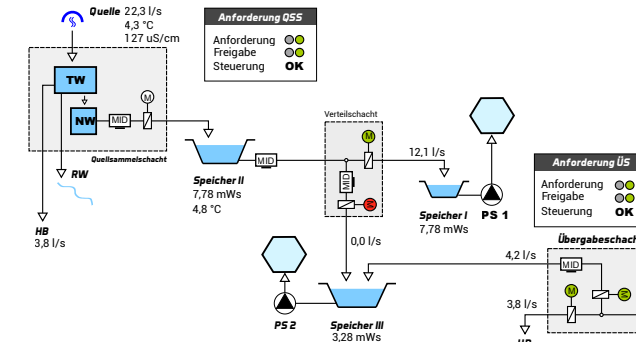 Quelle 22,3 l/s
4,3 °C
127 uS/cm
Anforderung QSS
Anforderung
Freigabe
Steuerung OK
TW
NW
MID
M
Quellsammelschacht
RW
HB
3,8 l/s
Speicher II
7,78 mWs
4,8 °C
MID
Verteilschacht
M
MID
M
12,1 l/s
Speicher I
7,78 mWs
PS 1
0,0 l/s
Anforderung ÜS
Anforderung
Freigabe
Steuerung OK
Übergabeschach
4,2 l/s
MID
M
M
3,8 l/s
HB
PS 2
Speicher III
3,28 mWs